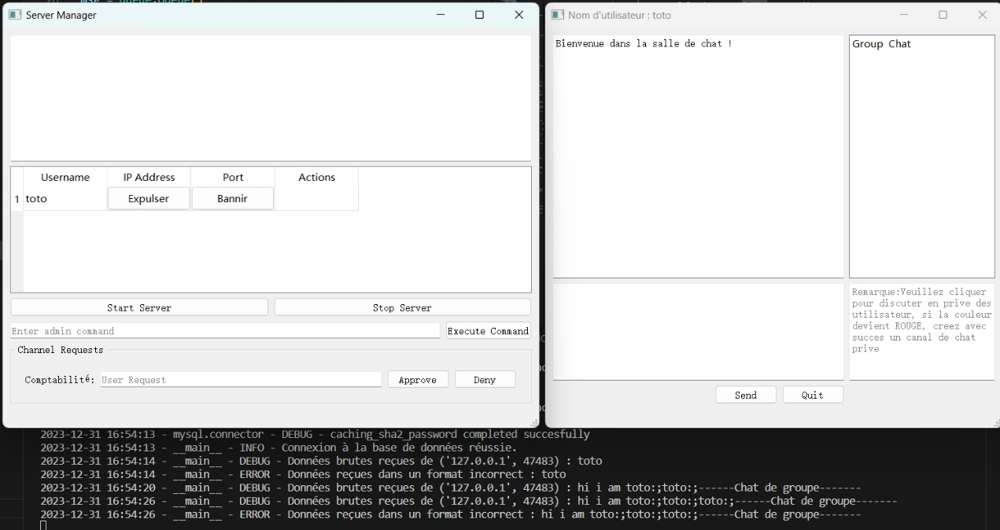 Server Manager
Username IP Address Port Actions
1 toto Expulser Bannir
Start Server Stop Server
Enter admin command Execute Command
Channel Requests
Comptabilité: User Request Approve Deny
Nom d'utilisateur : toto
Bienvenue dans la salle de chat !
Group Chat
Remarque:Veuillez cliquer
pour discuter en prive des
utilisateur, si la couleur
devient ROUGE, creez avec
succes un canal de chat
prive
Send Quit
2023-12-31 16:54:13 - mysql.connector - DEBUG - caching_sha2_password completed succesfully
2023-12-31 16:54:13 - __main__ - INFO - Connexion à la base de données réussie.
2023-12-31 16:54:14 - __main__ - DEBUG - Données brutes reçues de ('127.0.0.1', 47483) : toto
2023-12-31 16:54:14 - __main__ - ERROR - Données reçues dans un format incorrect : toto
2023-12-31 16:54:20 - __main__ - DEBUG - Données brutes reçues de ('127.0.0.1', 47483) : hi i am toto:;toto:;------Chat de groupe-------
2023-12-31 16:54:26 - __main__ - DEBUG - Données brutes reçues de ('127.0.0.1', 47483) : hi i am toto:;toto:;toto:;------Chat de groupe-------
2023-12-31 16:54:26 - __main__ - ERROR - Données reçues dans un format incorrect : hi i am toto:;toto:;toto:;------Chat de groupe-------